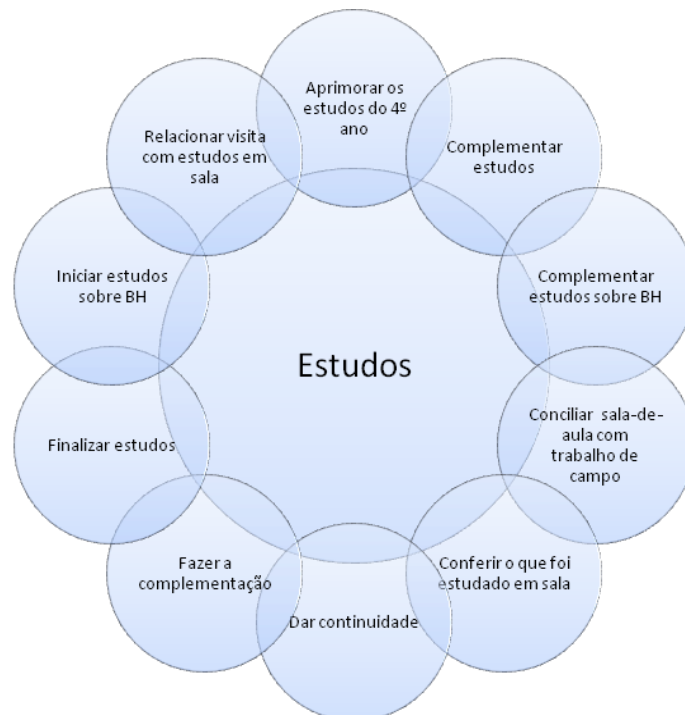 Aprimorar os
estudos do 4º
ano
Complementar
estudos
Complementar
estudos sobre BH
Conciliar sala-de-
aula com
trabalho de
campo
Conferir o que foi
estudado em sala
Dar continuidade
Fazer a
complementação
Finalizar estudos
Iniciar estudos
sobre BH
Relacionar visita
com estudos em
sala
Estudos